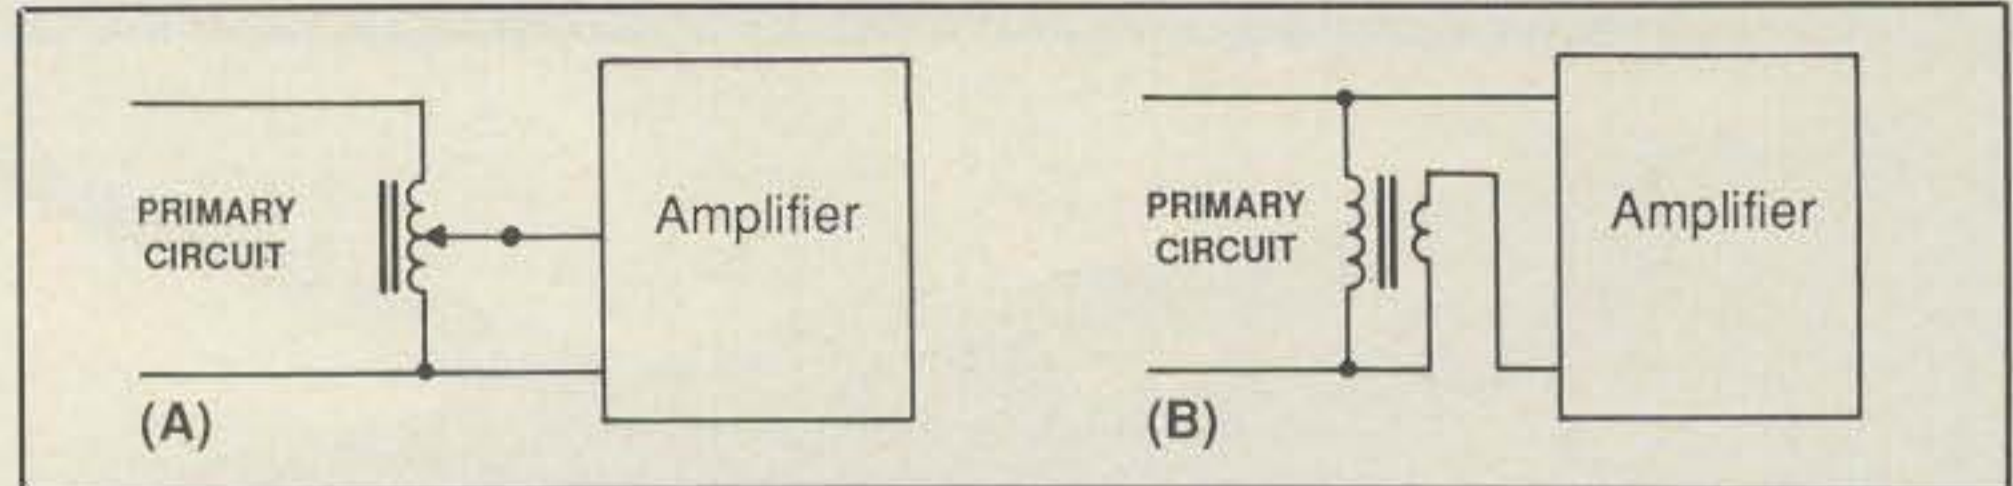 PRIMARY
CIRCUIT
Amplifier
(A)
PRIMARY
CIRCUIT
Amplifier
(B)